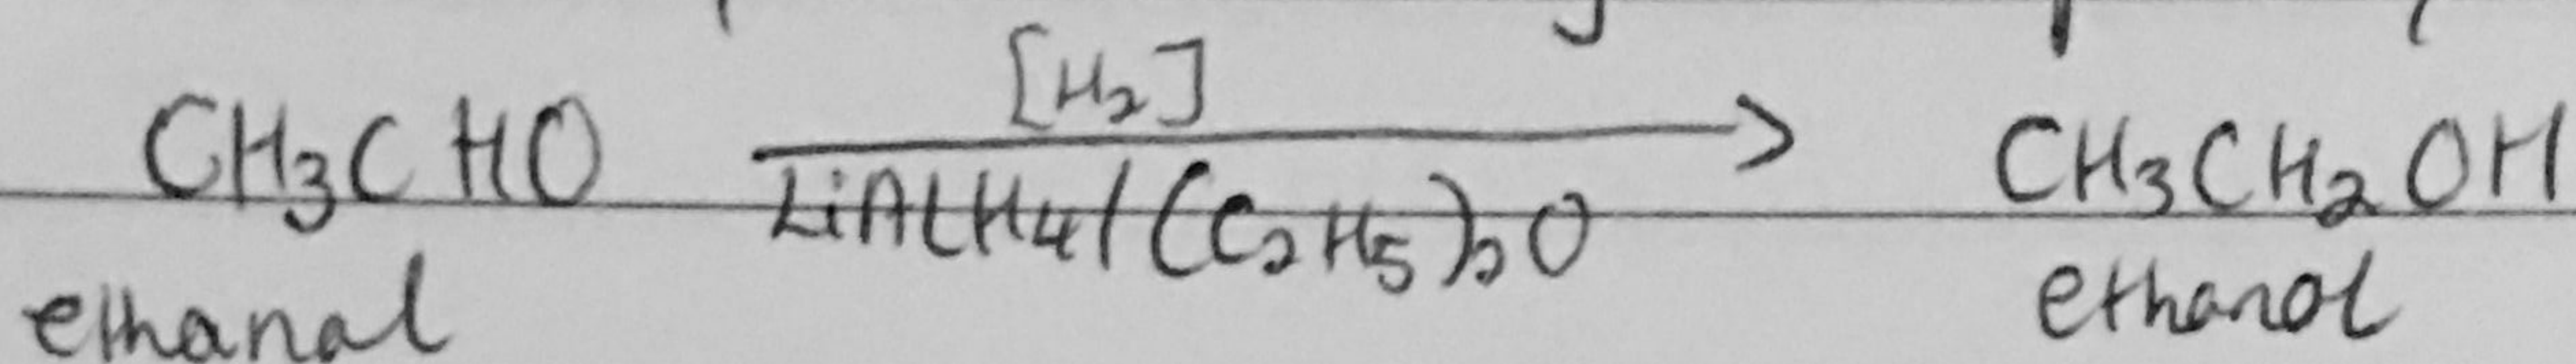 [H₂]
CH₃CHO ⟶ CH₃CH₂OH
LiAlH₄/(C₂H₅)₂O
ethanal ethanol